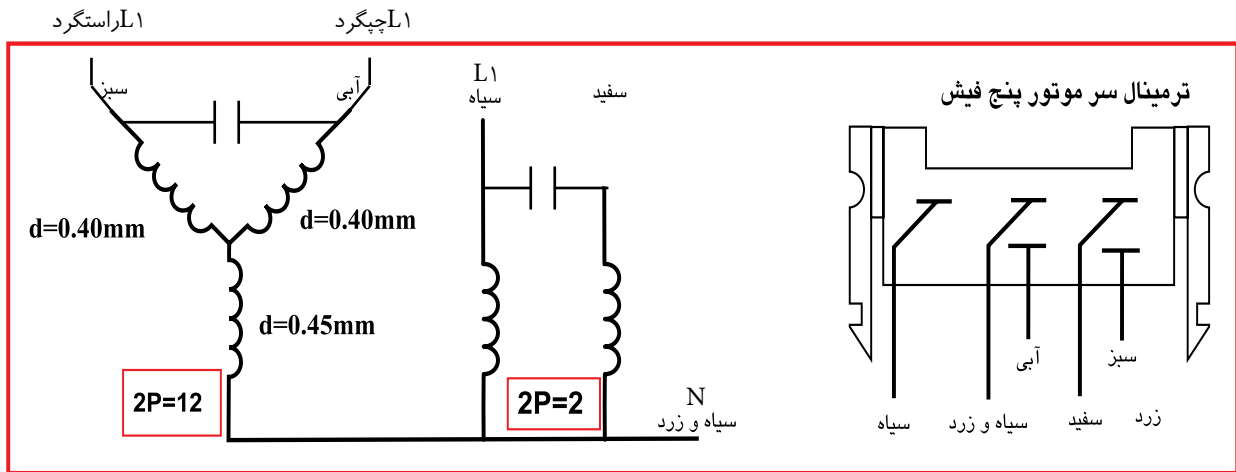 L۱راستگرد
L۱چپگرد
سبز
آبی
L۱
سیاه
سفید
ترمینال سر موتور پنج فیش
d=0.40mm
d=0.40mm
d=0.45mm
2P=12
2P=2
N
سیاه و زرد
آبی
سبز
سیاه
سیاه و زرد
سفید
زرد